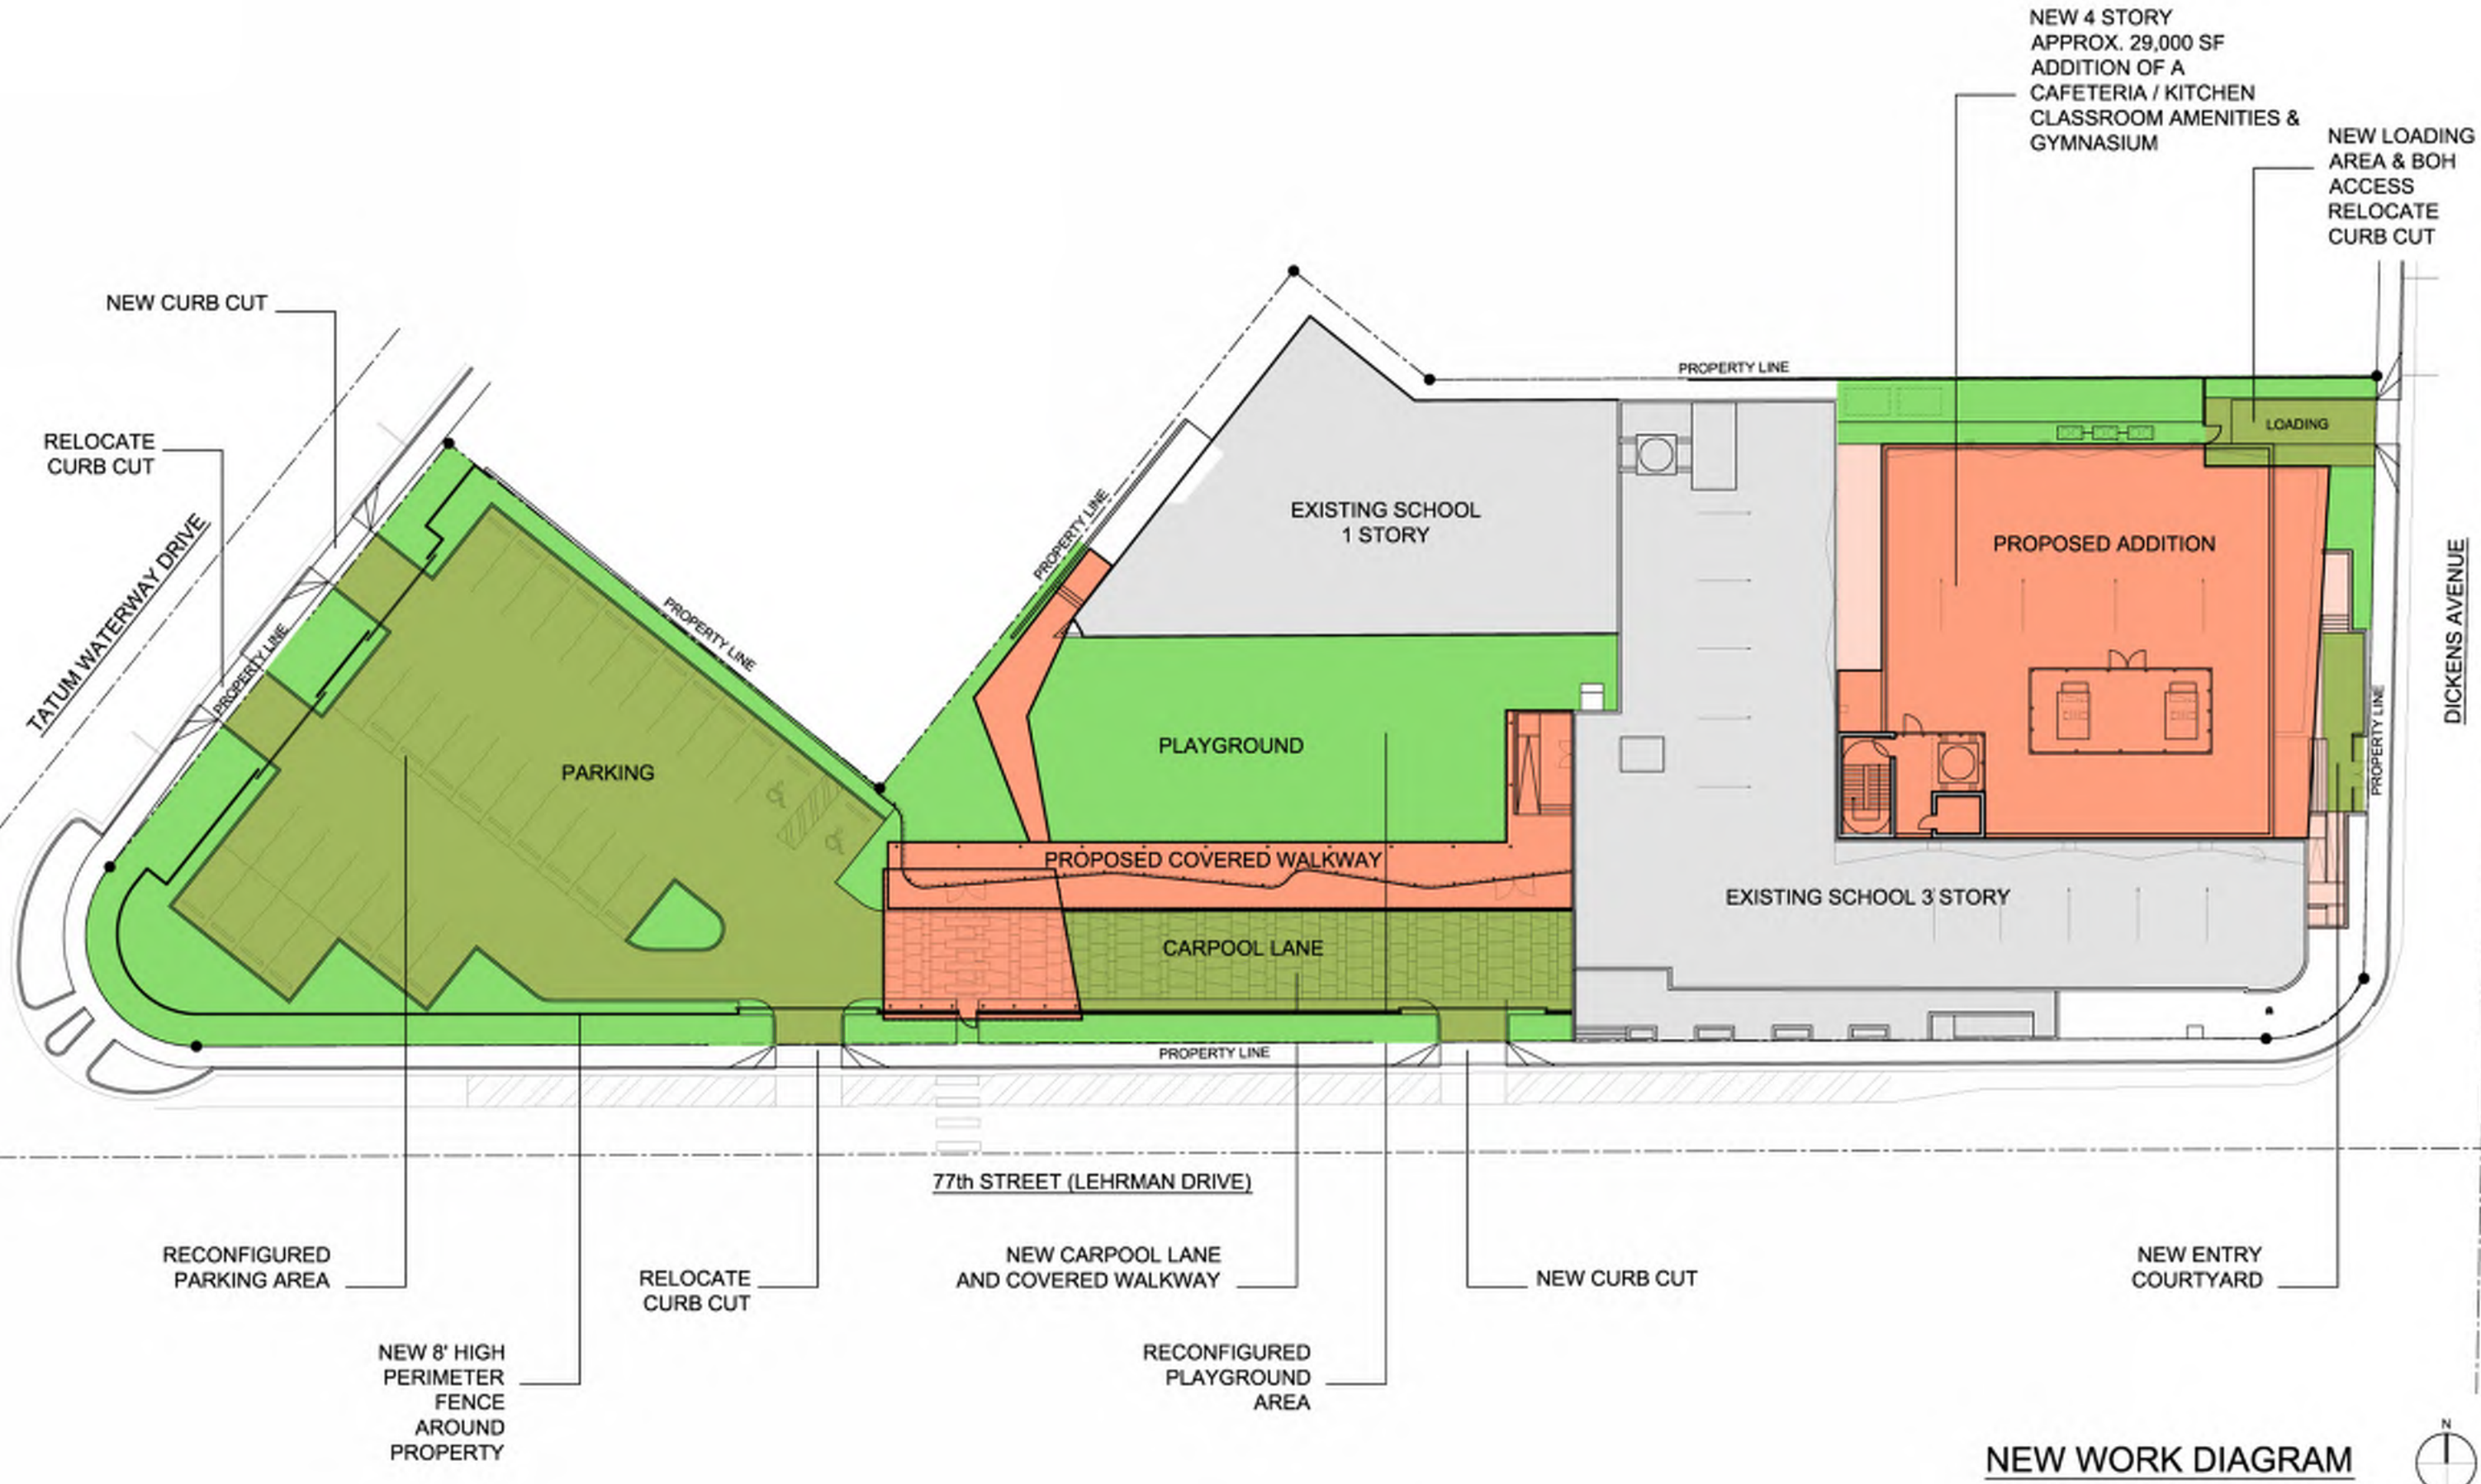 NEW 4 STORY
APPROX. 29,000 SF
ADDITION OF A
CAFETERIA / KITCHEN
CLASSROOM AMENITIES &
GYMNASIUM
NEW LOADING
AREA & BOH
ACCESS
RELOCATE
CURB CUT
NEW CURB CUT
RELOCATE
CURB CUT
TATUM WATERWAY DRIVE
PROPERTY LINE
PROPERTY LINE
PROPERTY LINE
PROPERTY LINE
LOADING
EXISTING SCHOOL
1 STORY
PROPOSED ADDITION
DICKENS AVENUE
PROPERTY LINE
PARKING
PLAYGROUND
PROPOSED COVERED WALKWAY
EXISTING SCHOOL 3 STORY
CARPOOL LANE
PROPERTY LINE
77th STREET (LEHRMAN DRIVE)
RECONFIGURED
PARKING AREA
RELOCATE
CURB CUT
NEW CARPOOL LANE
AND COVERED WALKWAY
NEW CURB CUT
NEW ENTRY
COURTYARD
NEW 8' HIGH
PERIMETER
FENCE
AROUND
PROPERTY
RECONFIGURED
PLAYGROUND
AREA
N
NEW WORK DIAGRAM